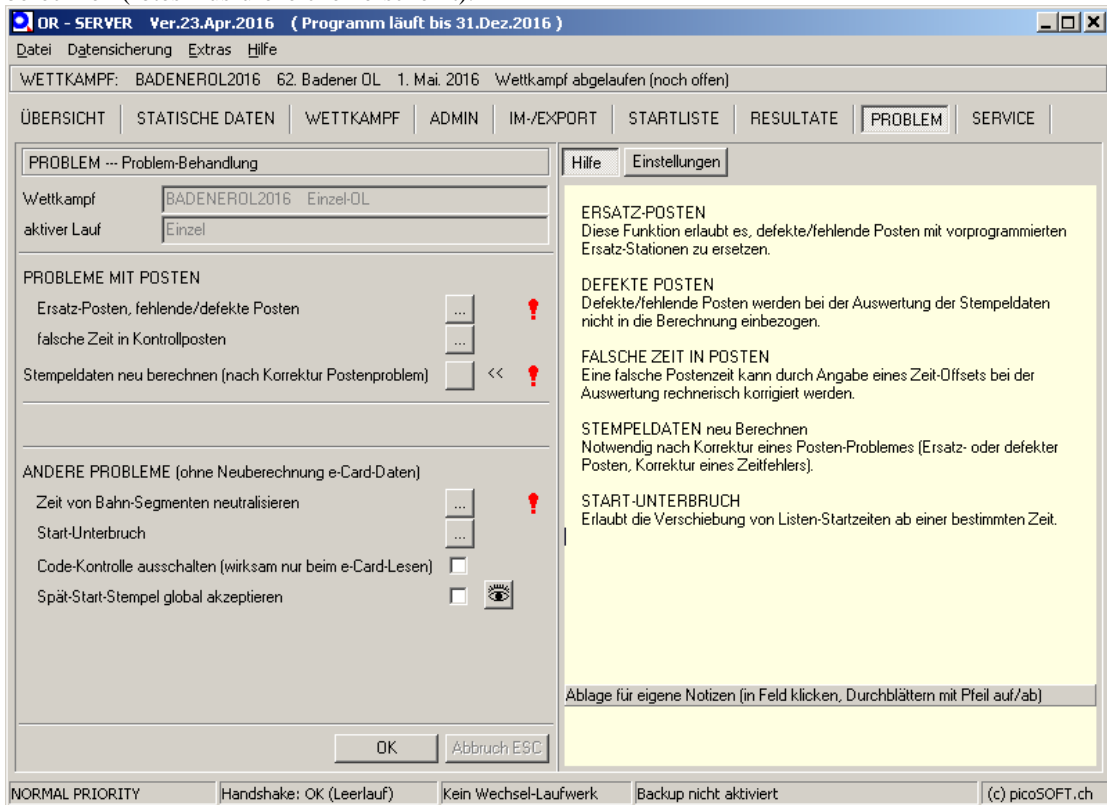 OR - SERVER Ver.23.Apr.2016 ( Programm läuft bis 31.Dez.2016 )
Datei Datensicherung Extras Hilfe
WETTKAMPF: BADENEROL2016 62. Badener OL 1. Mai. 2016 Wettkampf abgelaufen (noch offen)
ÜBERSICHT STATISCHE DATEN WETTKAMPF ADMIN IM-/EXPORT STARTLISTE RESULTATE PROBLEM SERVICE
PROBLEM --- Problem-Behandlung
Wettkampf BADENEROL2016 Einzel-OL
aktiver Lauf Einzel
PROBLEME MIT POSTEN
Ersatz-Posten, fehlende/defekte Posten ...
falsche Zeit in Kontrollposten ...
Stempeldaten neu berechnen (nach Korrektur Postenproblem) <<
ANDERE PROBLEME (ohne Neuberechnung e-Card-Daten)
Zeit von Bahn-Segmenten neutralisieren ...
Start-Unterbruch ...
Code-Kontrolle ausschalten (wirksam nur beim e-Card-Lesen)
Spät-Start-Stempel global akzeptieren
OK Abbruch ESC
Hilfe Einstellungen
ERSATZ-POSTEN
Diese Funktion erlaubt es, defekte/fehlende Posten mit vorprogrammierten
Ersatz-Stationen zu ersetzen.
DEFEKTE POSTEN
Defekte/fehlende Posten werden bei der Auswertung der Stempeldaten
nicht in die Berechnung einbezogen.
FALSCHE ZEIT IN POSTEN
Eine falsche Postenzeit kann durch Angabe eines Zeit-Offsets bei der
Auswertung rechnerisch korrigiert werden.
STEMPELDATEN neu Berechnen
Notwendig nach Korrektur eines Posten-Problemes (Ersatz- oder defekter
Posten, Korrektur eines Zeitfehlers).
START-UNTERBRUCH
Erlaubt die Verschiebung von Listen-Startzeiten ab einer bestimmten Zeit.
Ablage für eigene Notizen (in Feld klicken, Durchblättern mit Pfeil auf/ab)
NORMAL PRIORITY Handshake: OK (Leerlauf) Kein Wechsel-Laufwerk Backup nicht aktiviert (c) picoSOFT.ch